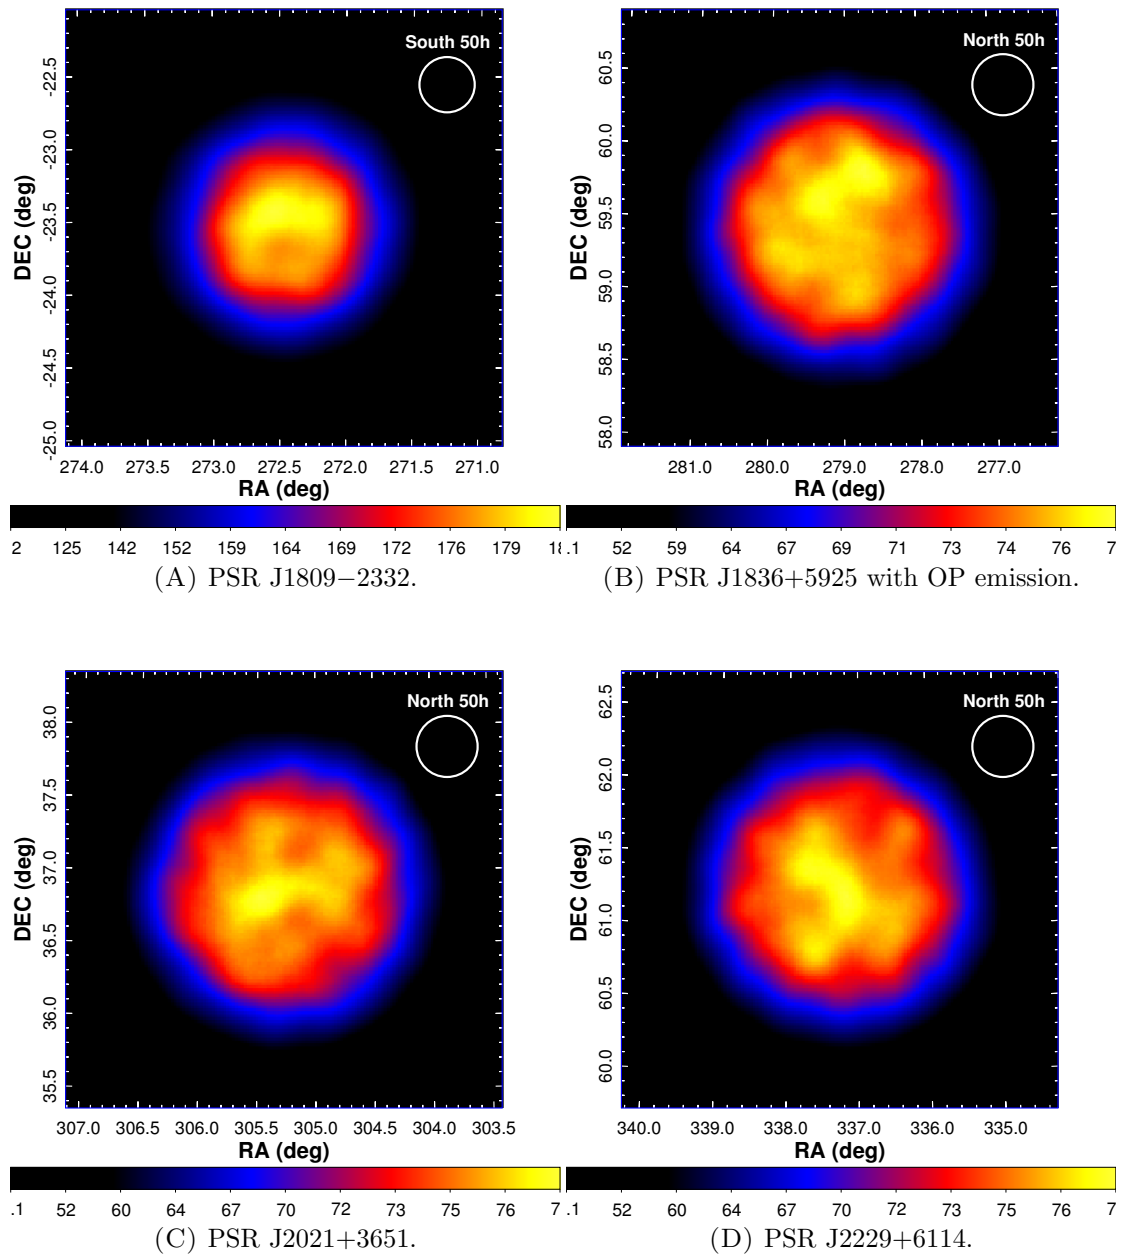 South 50h
-22.5
-23.0
-23.5
-24.0
-24.5
-25.0
DEC (deg)
274.0 273.5 273.0 272.5 272.0 271.5 271.0
RA (deg)
2 125 142 152 159 164 169 172 176 179
(A) PSR J1809−2332.
North 50h
60.5
60.0
59.5
59.0
58.5
58.0
DEC (deg)
281.0 280.0 279.0 278.0 277.0
RA (deg)
.1 52 59 64 67 69 71 73 74 76 7
(B) PSR J1836+5925 with OP emission.
North 50h
38.0
37.5
37.0
36.5
36.0
35.5
DEC (deg)
307.0 306.5 306.0 305.5 305.0 304.5 304.0 303.5
RA (deg)
.1 52 60 64 67 70 72 73 75 76 7
(C) PSR J2021+3651.
North 50h
62.5
62.0
61.5
61.0
60.5
60.0
DEC (deg)
340.0 339.0 338.0 337.0 336.0 335.0
RA (deg)
.1 52 60 64 67 70 72 73 75 76 7
(D) PSR J2229+6114.